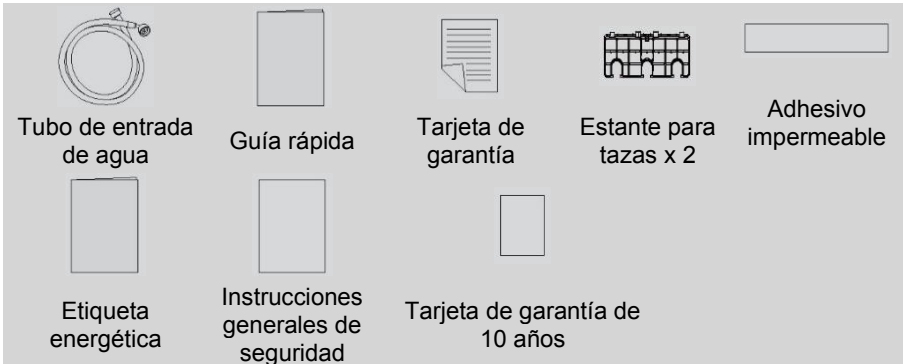 Tubo de entrada
de agua
Guía rápida
Tarjeta de
garantía
Estante para
tazas x 2
Adhesivo
impermeable
Etiqueta
energética
Instrucciones
generales de
seguridad
Tarjeta de garantía de
10 años